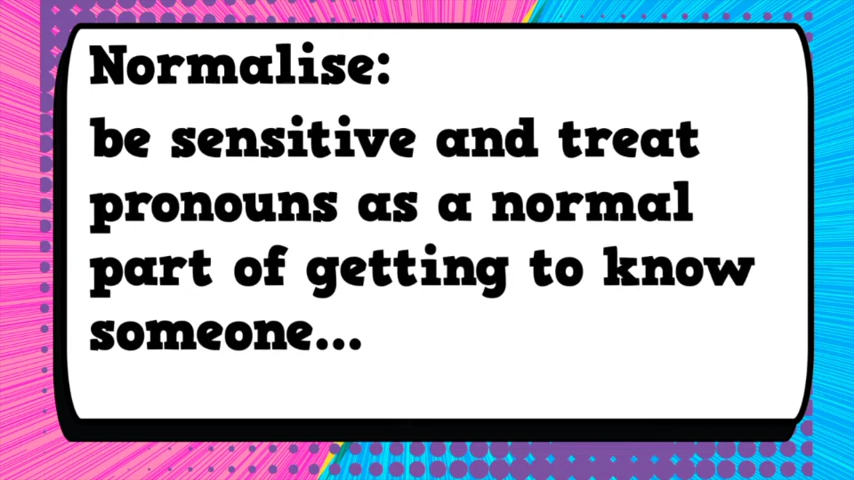 Normalise:
be sensitive and treat
pronouns as a normal
part of getting to know
someone...